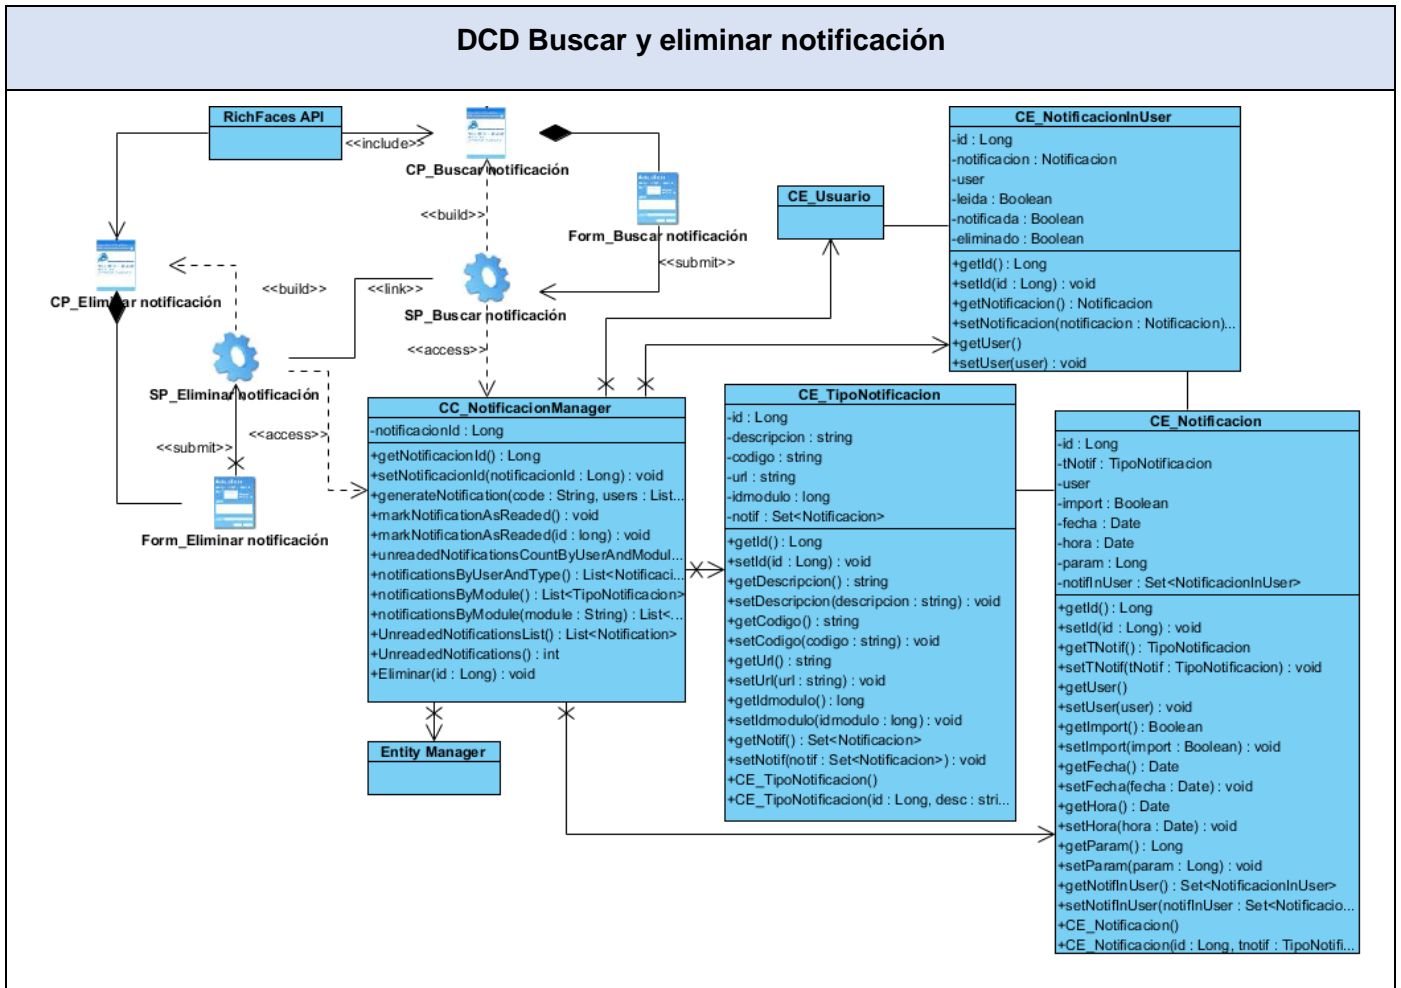 DCD Buscar y eliminar notificación
RichFaces API
<<include>>
CP_Buscar notificación
<<build>>
Form_Buscar notificación
<<submit>>
CP_Eliminar notificación
<<build>>
<<link>>
SP_Buscar notificación
<<access>>
SP_Eliminar notificación
<<access>>
<<submit>>
Form_Eliminar notificación
CE_Usuario
CE_NotificacionInUser
-id : Long
-notificacion : Notificacion
-user
-leida : Boolean
-notificada : Boolean
-eliminado : Boolean
+getId() : Long
+setId(id : Long) : void
+getNotificacion() : Notificacion
+setNotificacion(notificacion : Notificacion)...
+getUser()
+setUser(user) : void
CC_NotificacionManager
-notificacionId : Long
+getNotificacionId() : Long
+setNotificacionId(notificacionId : Long) : void
+generateNotification(code : String, users : List...
+markNotificationAsReaded() : void
+markNotificationAsReaded(id : long) : void
+unreadedNotificationsCountByUserAndModul...
+notificationsByUserAndType() : List<Notificaci...
+notificationsByModule() : List<TipoNotificacion>
+notificationsByModule(module : String) : List<...
+UnreadedNotificationsList() : List<Notification>
+UnreadedNotifications() : int
+Eliminar(id : Long) : void
Entity Manager
CE_TipoNotificacion
-id : Long
-descripcion : string
-codigo : string
-url : string
-idmodulo : long
-notif : Set<Notificacion>
+getId() : Long
+setId(id : Long) : void
+getDescripcion() : string
+setDescripcion(descripcion : string) : void
+getCodigo() : string
+setCodigo(codigo : string) : void
+getUrl() : string
+setUrl(url : string) : void
+getIdmodulo() : long
+setIdmodulo(idmodulo : long) : void
+getNotif() : Set<Notificacion>
+setNotif(notif : Set<Notificacion>) : void
+CE_TipoNotificacion()
+CE_TipoNotificacion(id : Long, desc : stri...
CE_Notificacion
-id : Long
-tNotif : TipoNotificacion
-user
-import : Boolean
-fecha : Date
-hora : Date
-param : Long
-notifInUser : Set<NotificacionInUser>
+getId() : Long
+setId(id : Long) : void
+getTNotif() : TipoNotificacion
+setTNotif(tNotif : TipoNotificacion) : void
+getUser()
+setUser(user) : void
+getImport() : Boolean
+setImport(import : Boolean) : void
+getFecha() : Date
+setFecha(fecha : Date) : void
+getHora() : Date
+setHora(hora : Date) : void
+getParam() : Long
+setParam(param : Long) : void
+getNotifInUser() : Set<NotificacionInUser>
+setNotifInUser(notifInUser : Set<Notificacio...
+CE_Notificacion()
+CE_Notificacion(id : Long, tnotif : TipoNotifi...